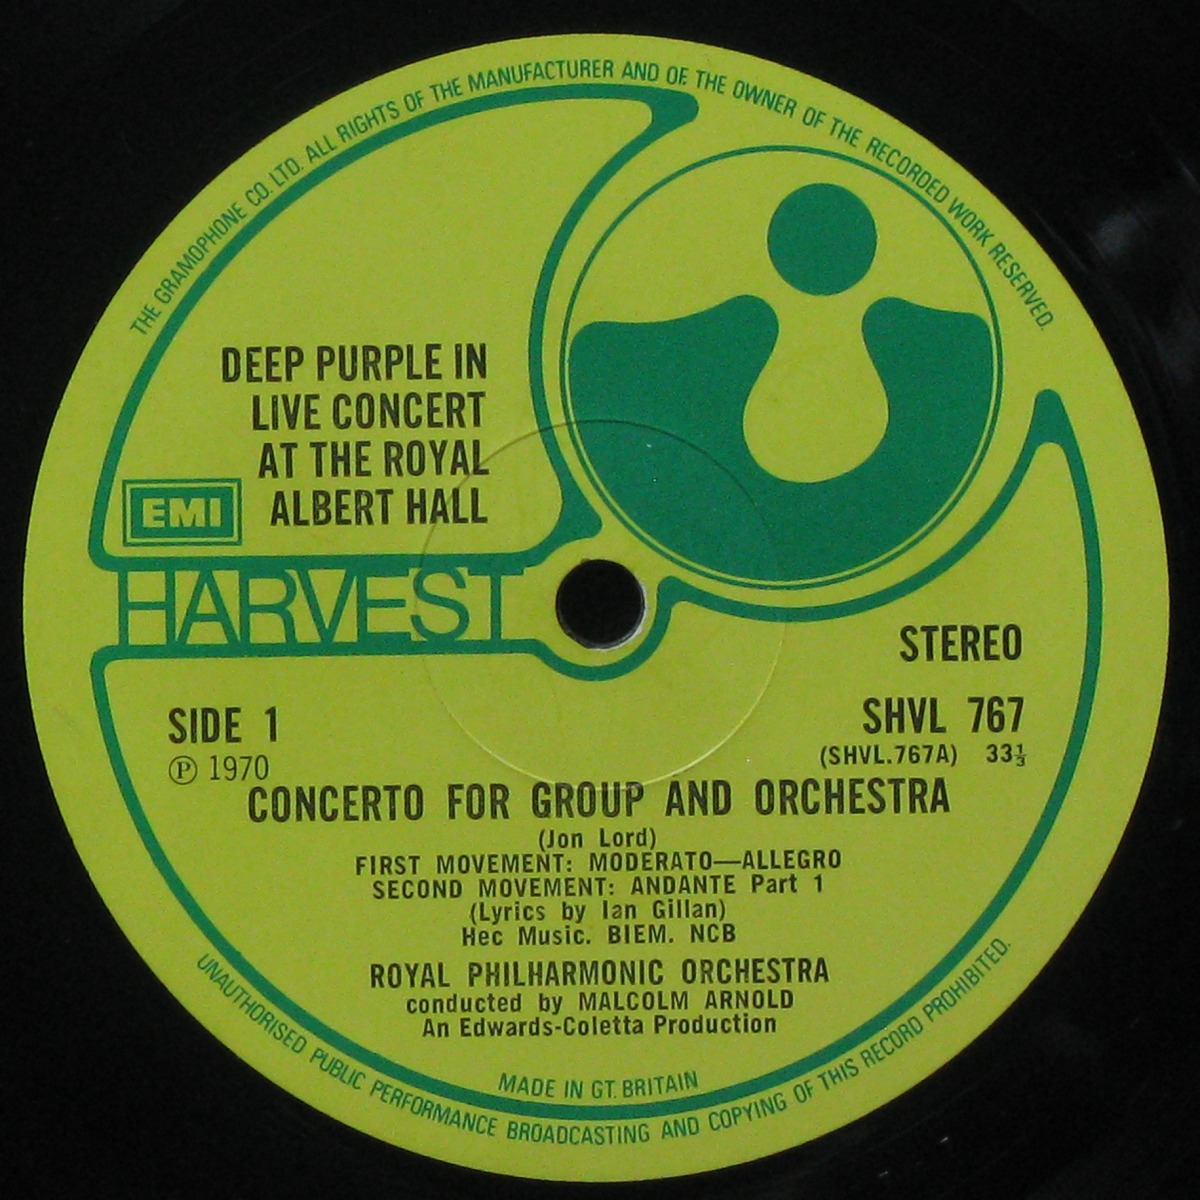 THE GRAMOPHONE CO. LTD. ALL RIGHTS OF THE MANUFACTURER AND OF THE OWNER OF THE RECORDED WORK RESERVED.
DEEP PURPLE IN
LIVE CONCERT
AT THE ROYAL
ALBERT HALL
EMI
HARVEST
STEREO
SIDE 1
SHVL 767
℗ 1970
(SHVL.767A) 33⅓
CONCERTO FOR GROUP AND ORCHESTRA
(Jon Lord)
FIRST MOVEMENT: MODERATO—ALLEGRO
SECOND MOVEMENT: ANDANTE Part 1
(Lyrics by Ian Gillan)
Hec Music. BIEM. NCB
ROYAL PHILHARMONIC ORCHESTRA
conducted by MALCOLM ARNOLD
An Edwards-Coletta Production
MADE IN GT. BRITAIN
UNAUTHORISED PUBLIC PERFORMANCE BROADCASTING AND COPYING OF THIS RECORD PROHIBITED.